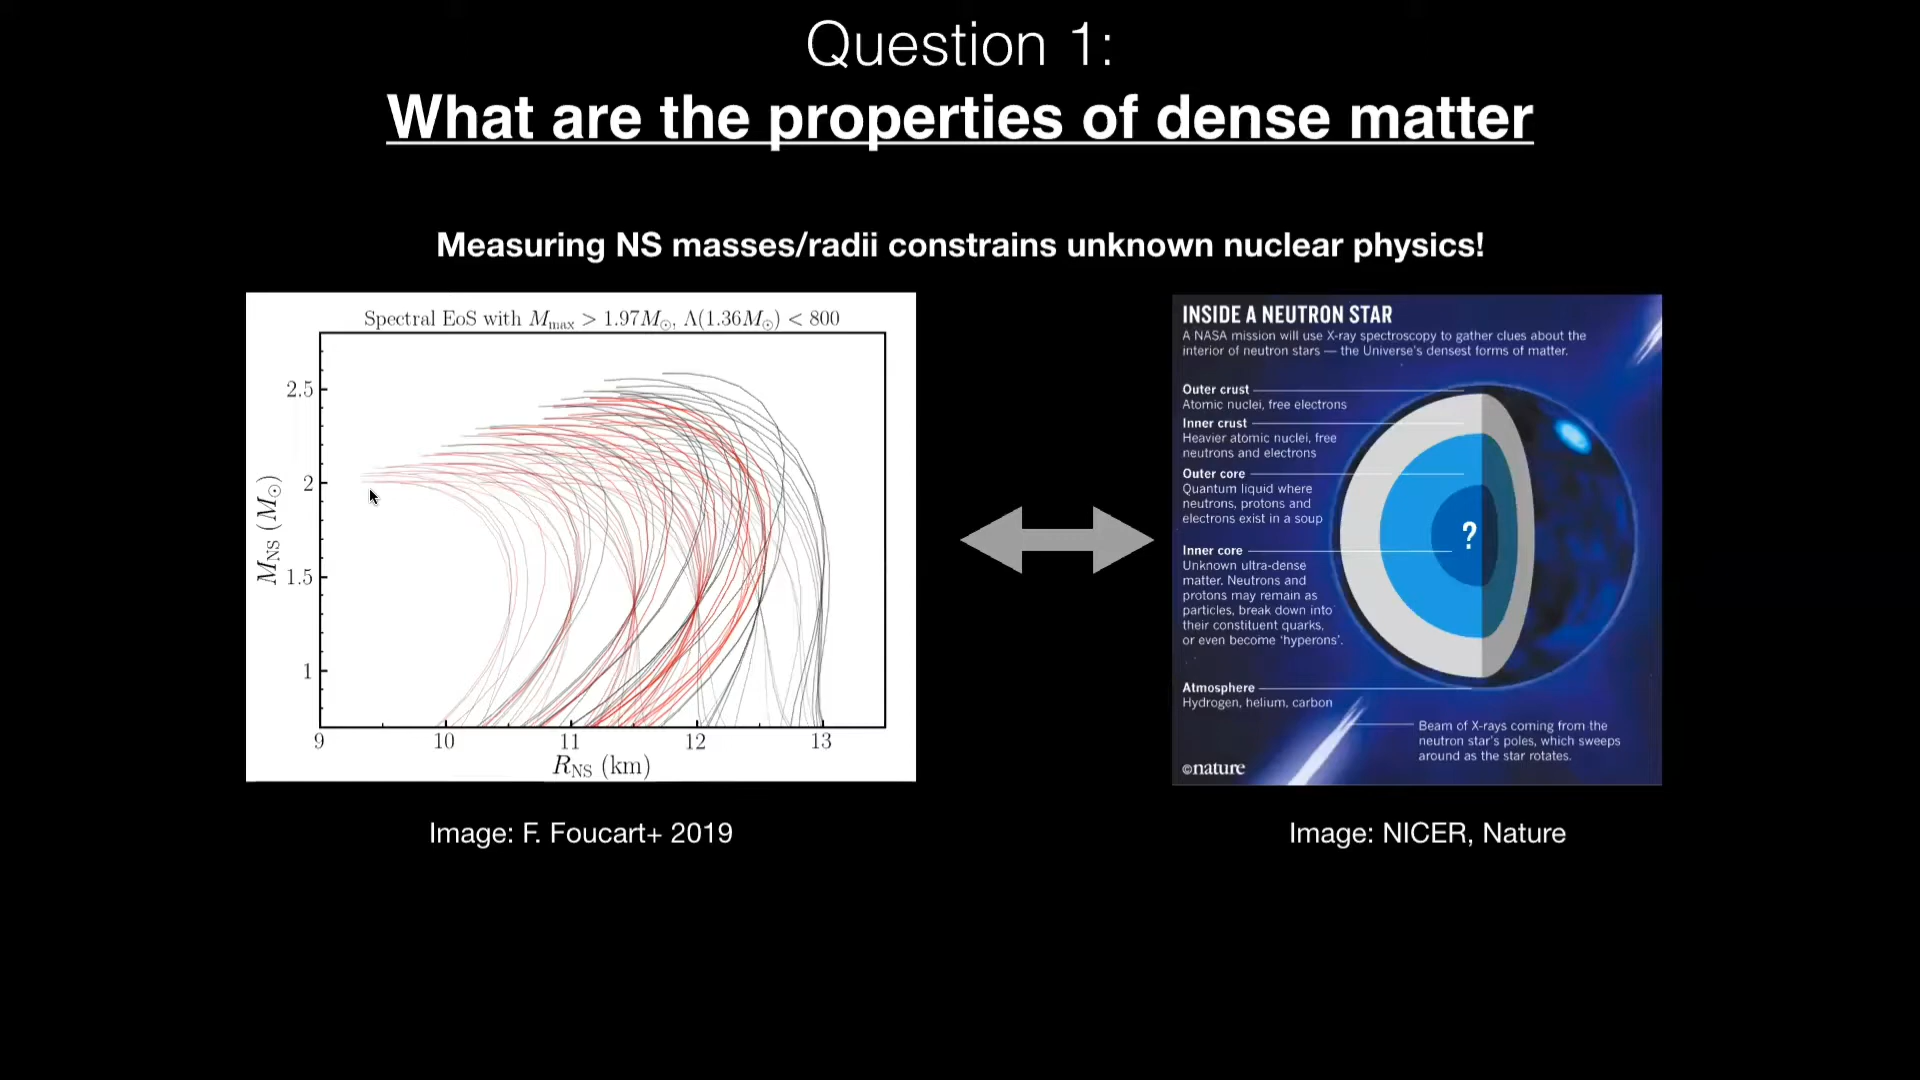 Question 1:
What are the properties of dense matter
Measuring NS masses/radii constrains unknown nuclear physics!
Spectral EoS with M_max > 1.97M_⊙, Λ(1.36M_⊙) < 800
2.5
2
1.5
1
M_NS (M_⊙)
9 10 11 12 13
R_NS (km)
Image: F. Foucart+ 2019
INSIDE A NEUTRON STAR
A NASA mission will use X-ray spectroscopy to gather clues about the
interior of neutron stars — the Universe's densest forms of matter.
Outer crust
Atomic nuclei, free electrons
Inner crust
Heavier atomic nuclei, free
neutrons and electrons
Outer core
Quantum liquid where
neutrons, protons and
electrons exist in a soup
Inner core
Unknown ultra-dense
matter. Neutrons and
protons may remain as
particles, break down into
their constituent quarks,
or even become ‘hyperons’.
?
Atmosphere
Hydrogen, helium, carbon
Beam of X-rays coming from the
neutron star's poles, which sweeps
around as the star rotates.
©nature
Image: NICER, Nature